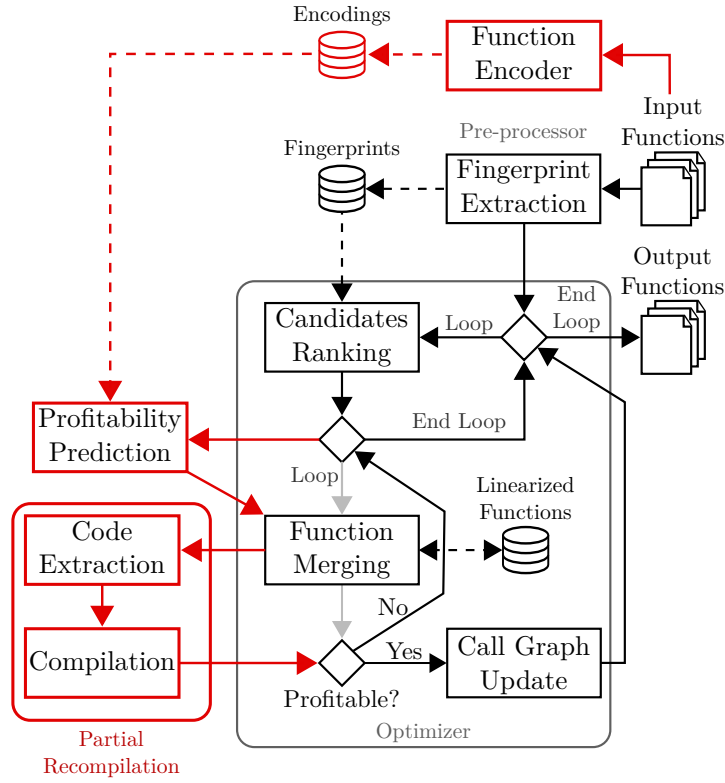 Encodings
Function
Encoder
Input
Functions
Pre-processor
Fingerprints
Fingerprint
Extraction
Output
Functions
Candidates
Ranking
Loop
End
Loop
Profitability
Prediction
End Loop
Loop
Linearized
Functions
Code
Extraction
Function
Merging
No
Compilation
Yes
Call Graph
Update
Profitable?
Optimizer
Partial
Recompilation